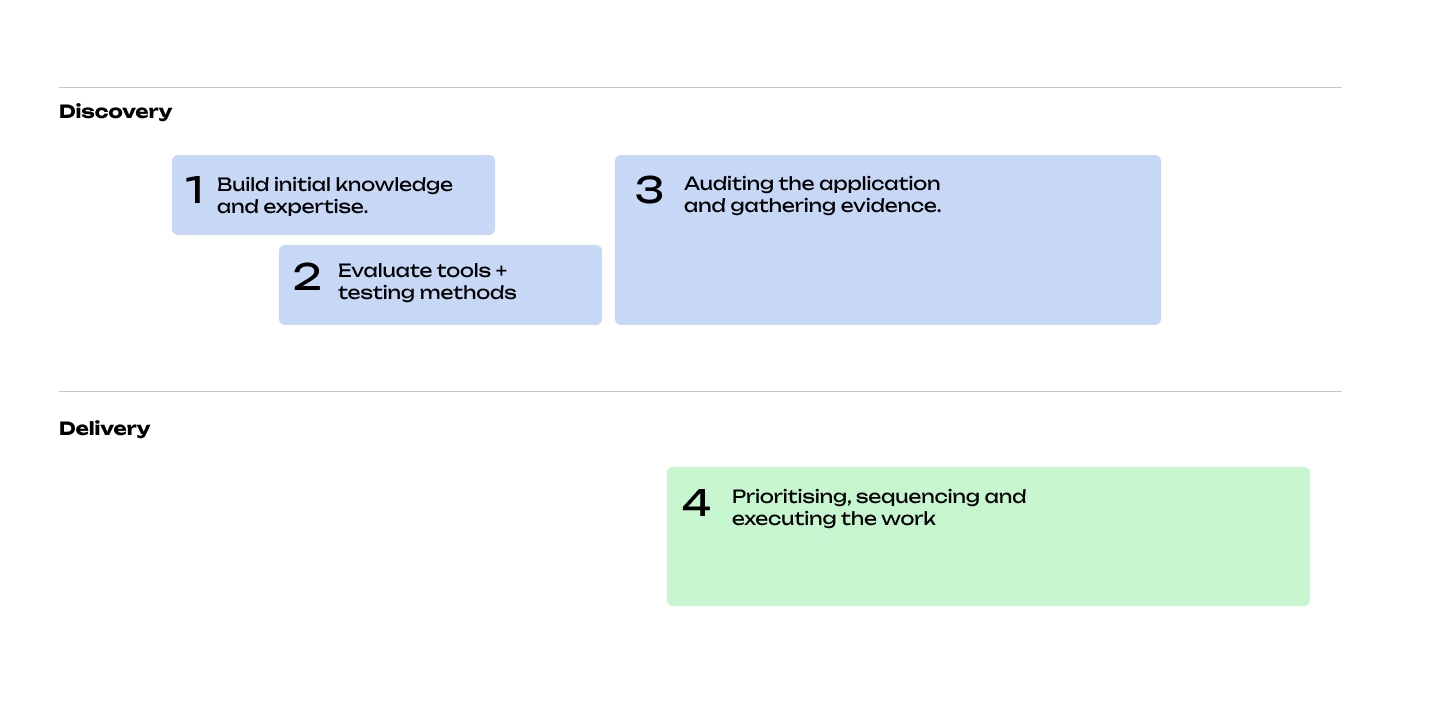 Discovery
1 Build initial knowledge
and expertise.
2 Evaluate tools +
testing methods
3 Auditing the application
and gathering evidence.
Delivery
4 Prioritising, sequencing and
executing the work